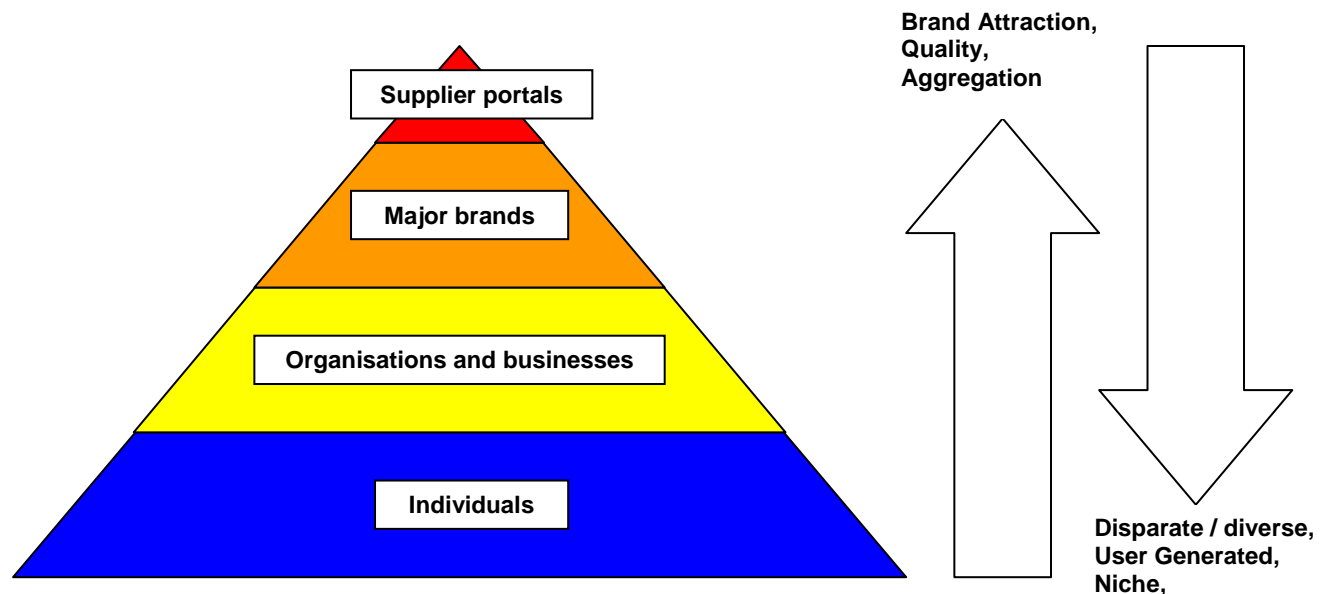 Brand Attraction,
Quality,
Aggregation
Supplier portals
Major brands
Organisations and businesses
Individuals
Disparate / diverse,
User Generated,
Niche,